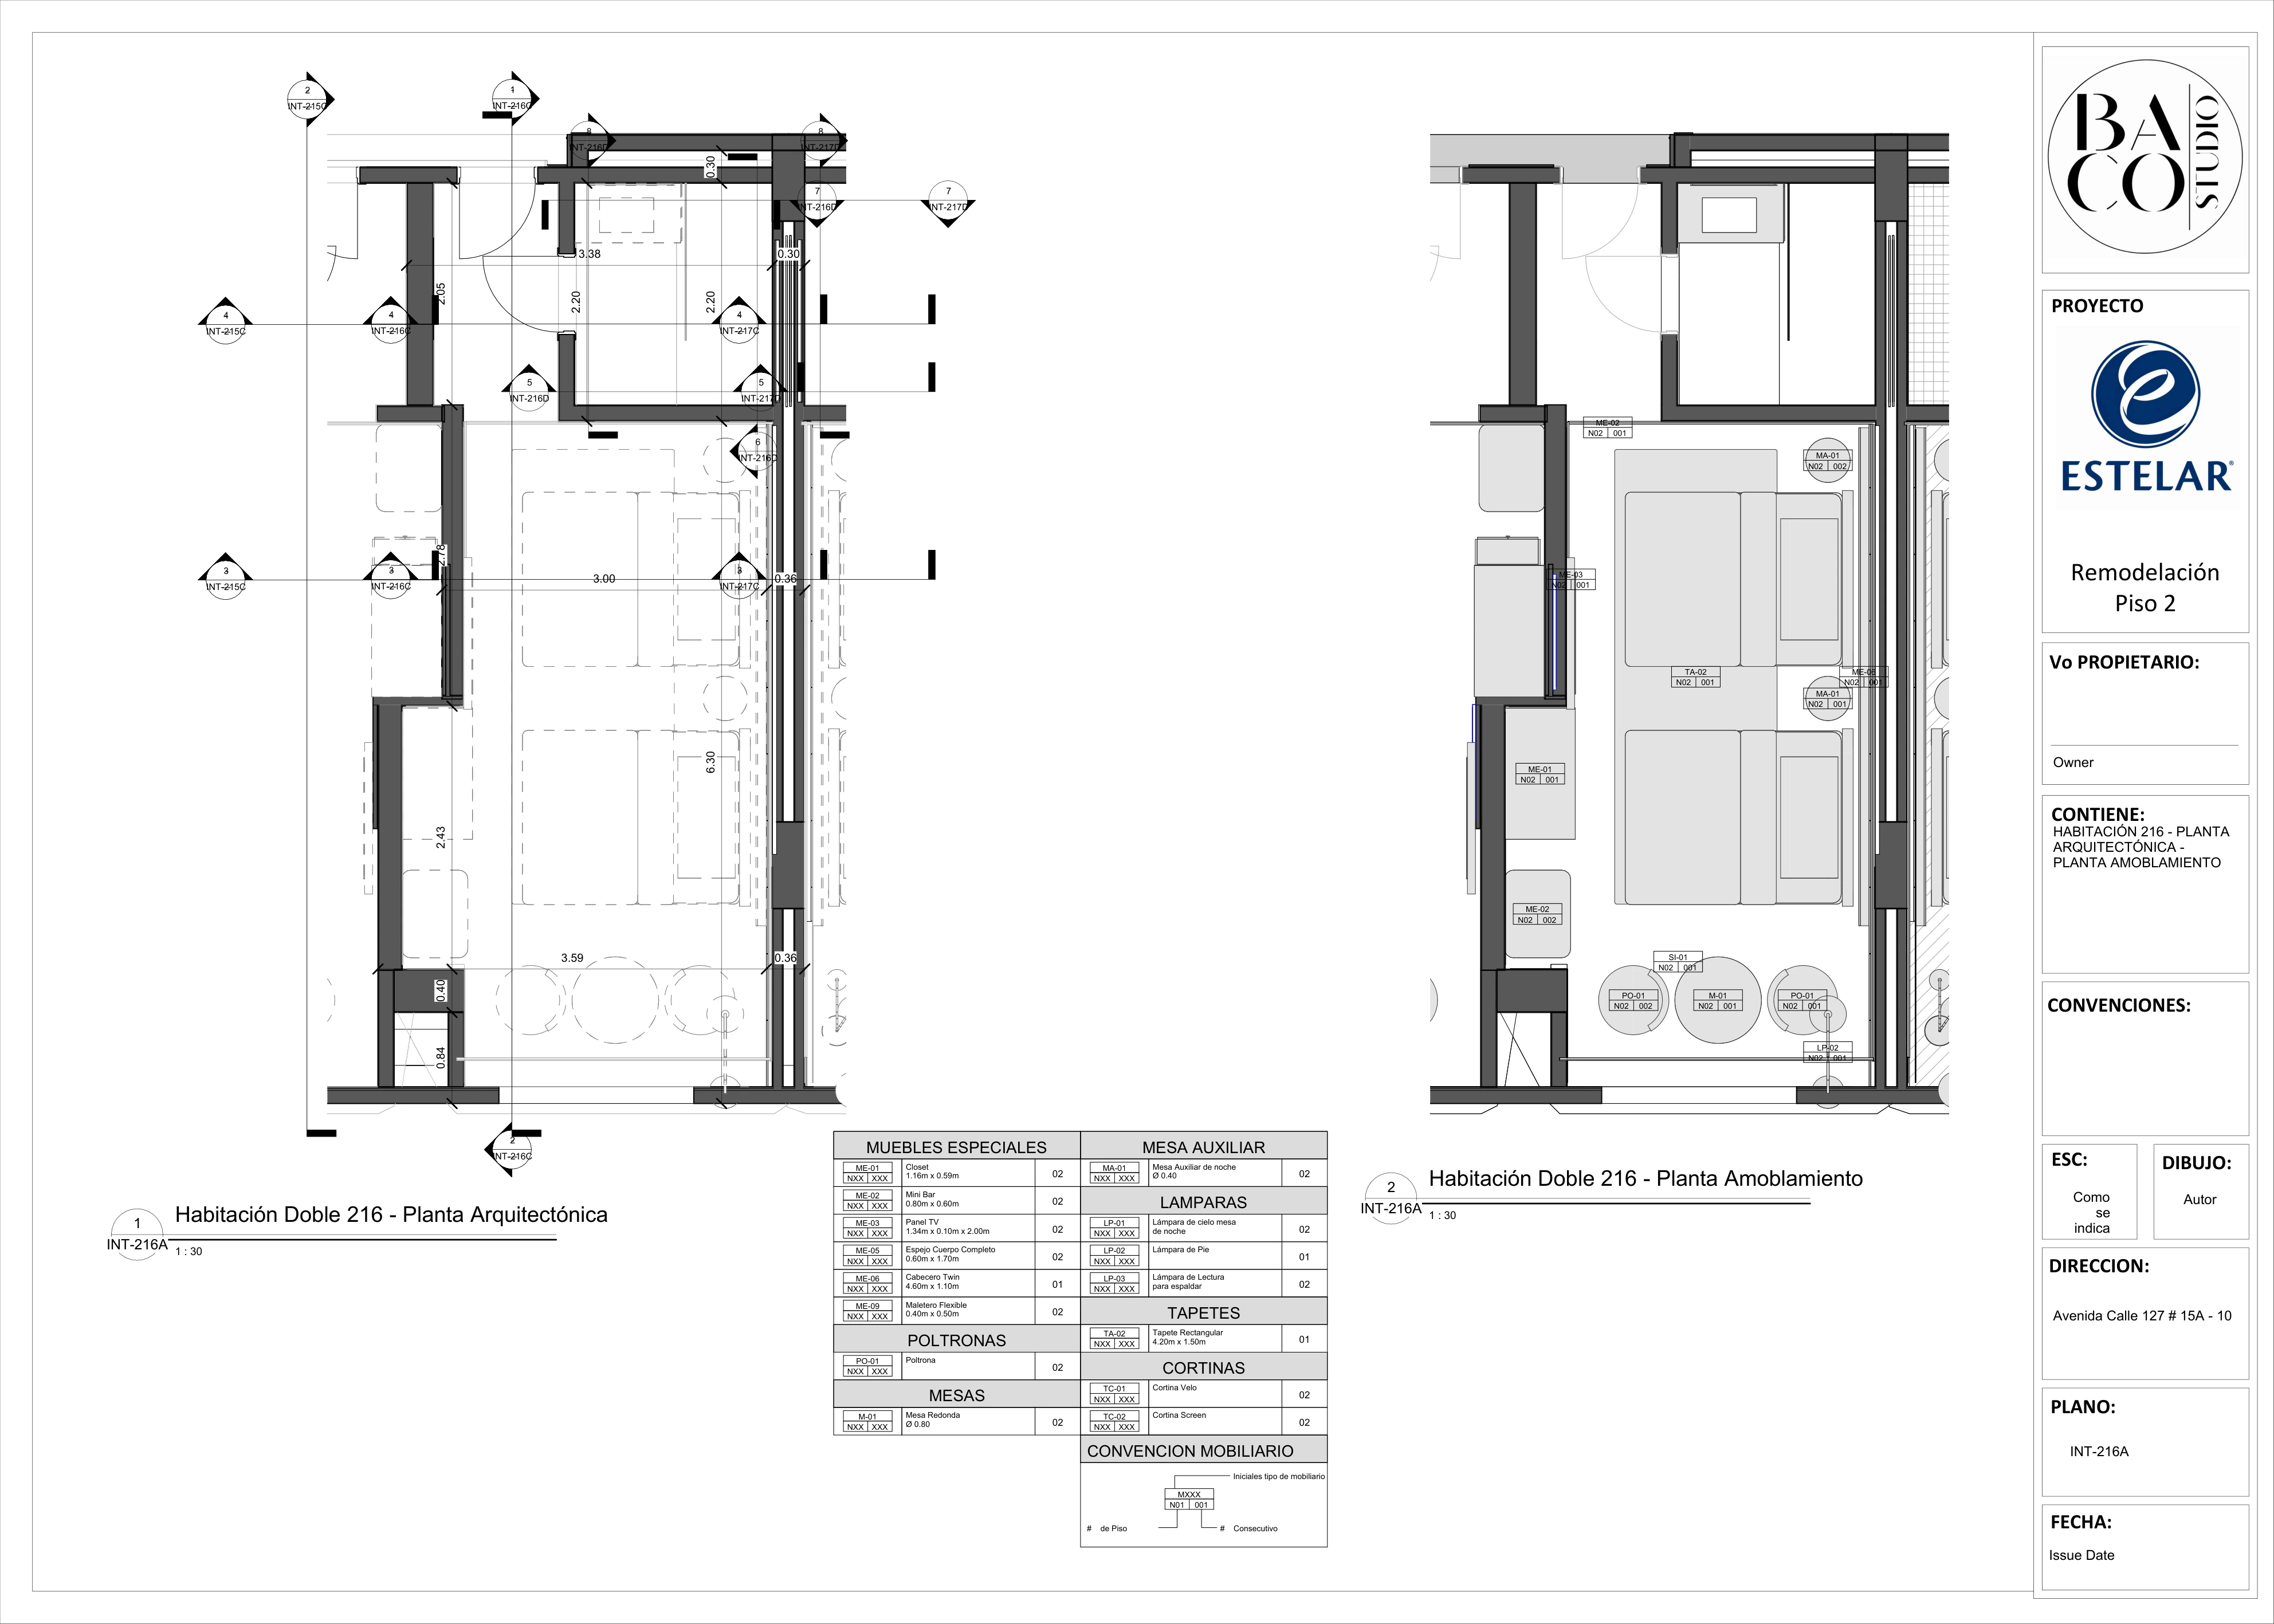 2
INT-215C
1
INT-216C
8
INT-216D
8
INT-217D
0.30
7
INT-216D
7
INT-217D
3.38
0.30
2.05
2.20
2.20
4
INT-215C
4
INT-216C
4
INT-217C
5
INT-216D
5
INT-217D
6
INT-216D
2.78
3
INT-215C
3
INT-216C
3.00
3
INT-217C
0.36
6.30
2.43
3.59
0.36
0.40
0.84
2
INT-216C
1
INT-216A
Habitación Doble 216 - Planta Arquitectónica
1 : 30
MUEBLES ESPECIALES
ME-01
NXX XXX
Closet
1.16m x 0.59m
02
ME-02
NXX XXX
Mini Bar
0.80m x 0.60m
02
ME-03
NXX XXX
Panel TV
1.34m x 0.10m x 2.00m
02
ME-05
NXX XXX
Espejo Cuerpo Completo
0.60m x 1.70m
02
ME-06
NXX XXX
Cabecero Twin
4.60m x 1.10m
01
ME-09
NXX XXX
Maletero Flexible
0.40m x 0.50m
02
POLTRONAS
PO-01
NXX XXX
Poltrona
02
MESAS
M-01
NXX XXX
Mesa Redonda
Ø 0.80
02
MESA AUXILIAR
MA-01
NXX XXX
Mesa Auxiliar de noche
Ø 0.40
02
LAMPARAS
LP-01
NXX XXX
Lámpara de cielo mesa
de noche
02
LP-02
NXX XXX
Lámpara de Pie
01
LP-03
NXX XXX
Lámpara de Lectura
para espaldar
02
TAPETES
TA-02
NXX XXX
Tapete Rectangular
4.20m x 1.50m
01
CORTINAS
TC-01
NXX XXX
Cortina Velo
02
TC-02
NXX XXX
Cortina Screen
02
CONVENCION MOBILIARIO
Iniciales tipo de mobiliario
MXXX
N01 001
# de Piso
# Consecutivo
ME-02
N02 001
MA-01
N02 002
ME-03
N02 001
TA-02
N02 001
ME-06
N02 001
MA-01
N02 001
ME-01
N02 001
ME-02
N02 002
SI-01
N02 001
PO-01
N02 002
M-01
N02 001
PO-01
N02 001
LP-02
N02 001
2
INT-216A
Habitación Doble 216 - Planta Amoblamiento
1 : 30
BA
CO
STUDIO
PROYECTO
ESTELAR®
Remodelación
Piso 2
Vo PROPIETARIO:
Owner
CONTIENE:
HABITACIÓN 216 - PLANTA
ARQUITECTÓNICA -
PLANTA AMOBLAMIENTO
CONVENCIONES:
ESC:
Como
se
indica
DIBUJO:
Autor
DIRECCION:
Avenida Calle 127 # 15A - 10
PLANO:
INT-216A
FECHA:
Issue Date